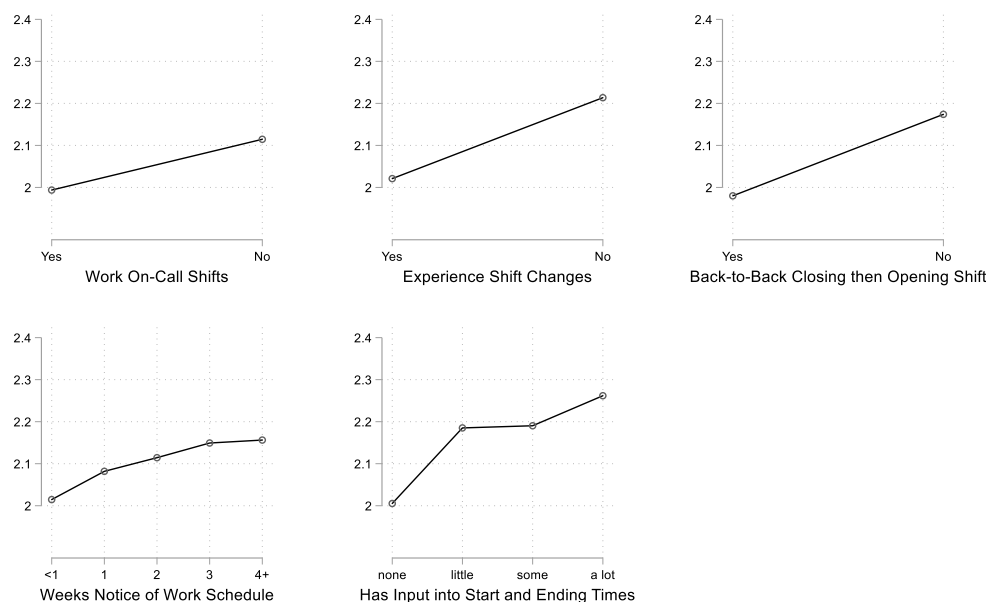 2.4
2.3
2.2
2.1
2
Yes No
Work On-Call Shifts
2.4
2.3
2.2
2.1
2
Yes No
Experience Shift Changes
2.4
2.3
2.2
2.1
2
Yes No
Back-to-Back Closing then Opening Shift
2.4
2.3
2.2
2.1
2
<1 1 2 3 4+
Weeks Notice of Work Schedule
2.4
2.3
2.2
2.1
2
none little some a lot
Has Input into Start and Ending Times